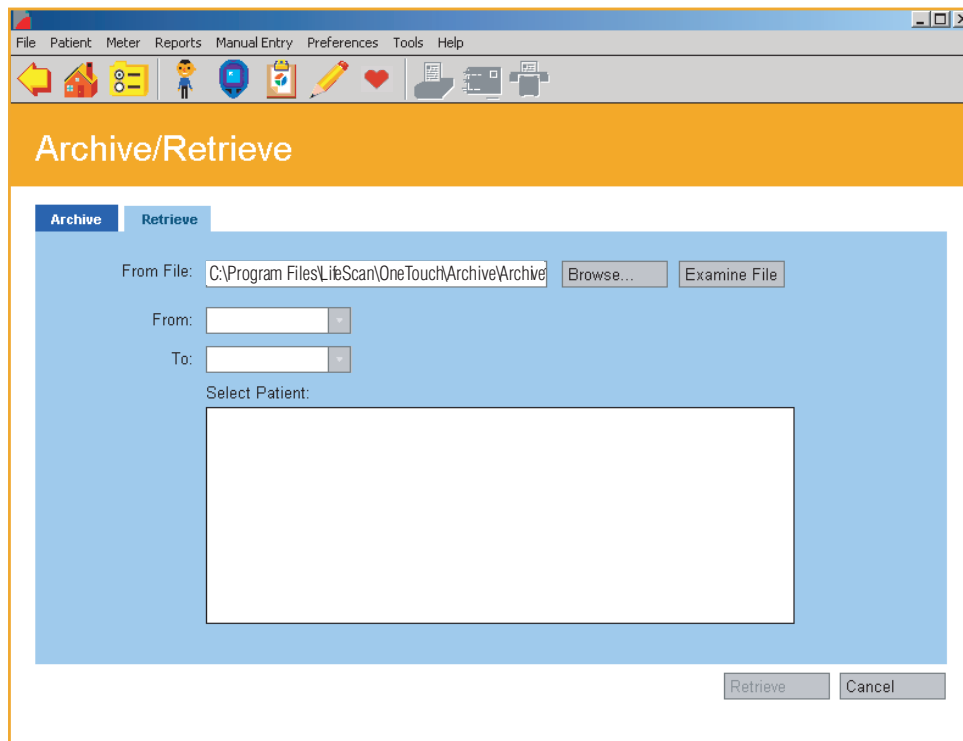 File Patient Meter Reports Manual Entry Preferences Tools Help
Archive/Retrieve
Archive Retrieve
From File: C:\Program Files\LifeScan\OneTouch\Archive\Archive Browse... Examine File
From:
To:
Select Patient:
Retrieve Cancel